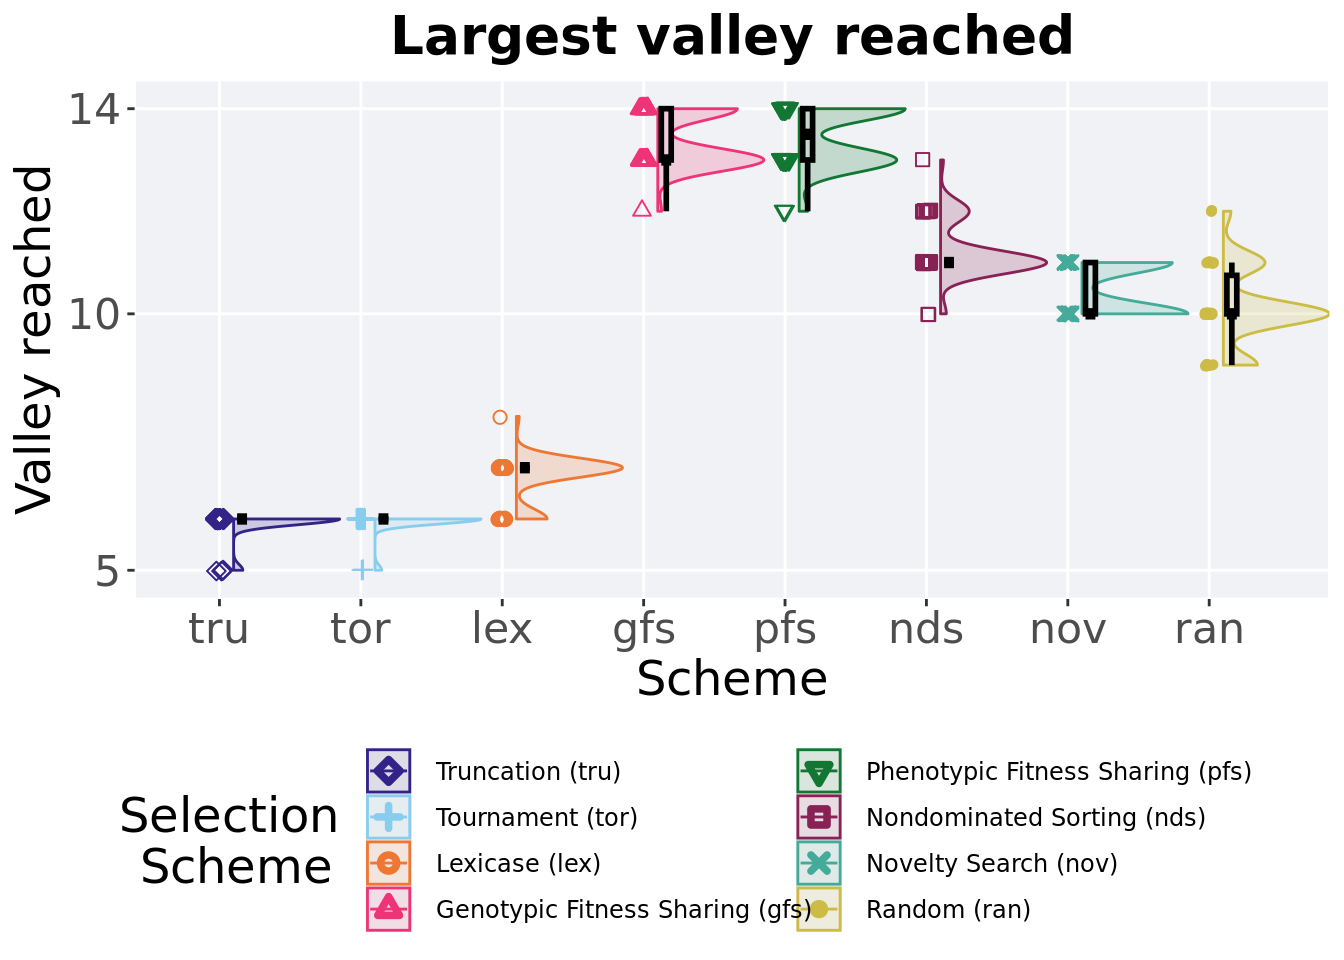 Largest valley reached
Valley reached
14
10
5
tru tor lex gfs pfs nds nov ran
Scheme
Selection
Scheme
Truncation (tru)
Tournament (tor)
Lexicase (lex)
Genotypic Fitness Sharing (gfs)
Phenotypic Fitness Sharing (pfs)
Nondominated Sorting (nds)
Novelty Search (nov)
Random (ran)